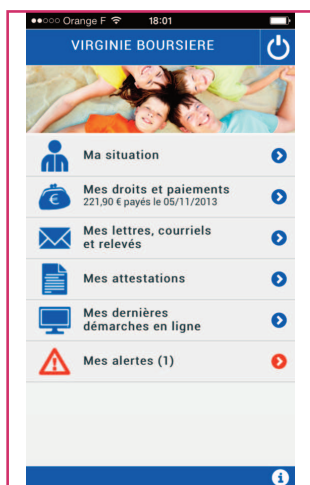 Orange F 18:01
VIRGINIE BOURSIERE
Ma situation
Mes droits et paiements
221,90 € payés le 05/11/2013
Mes lettres, courriels
et relevés
Mes attestations
Mes dernières
démarches en ligne
Mes alertes (1)